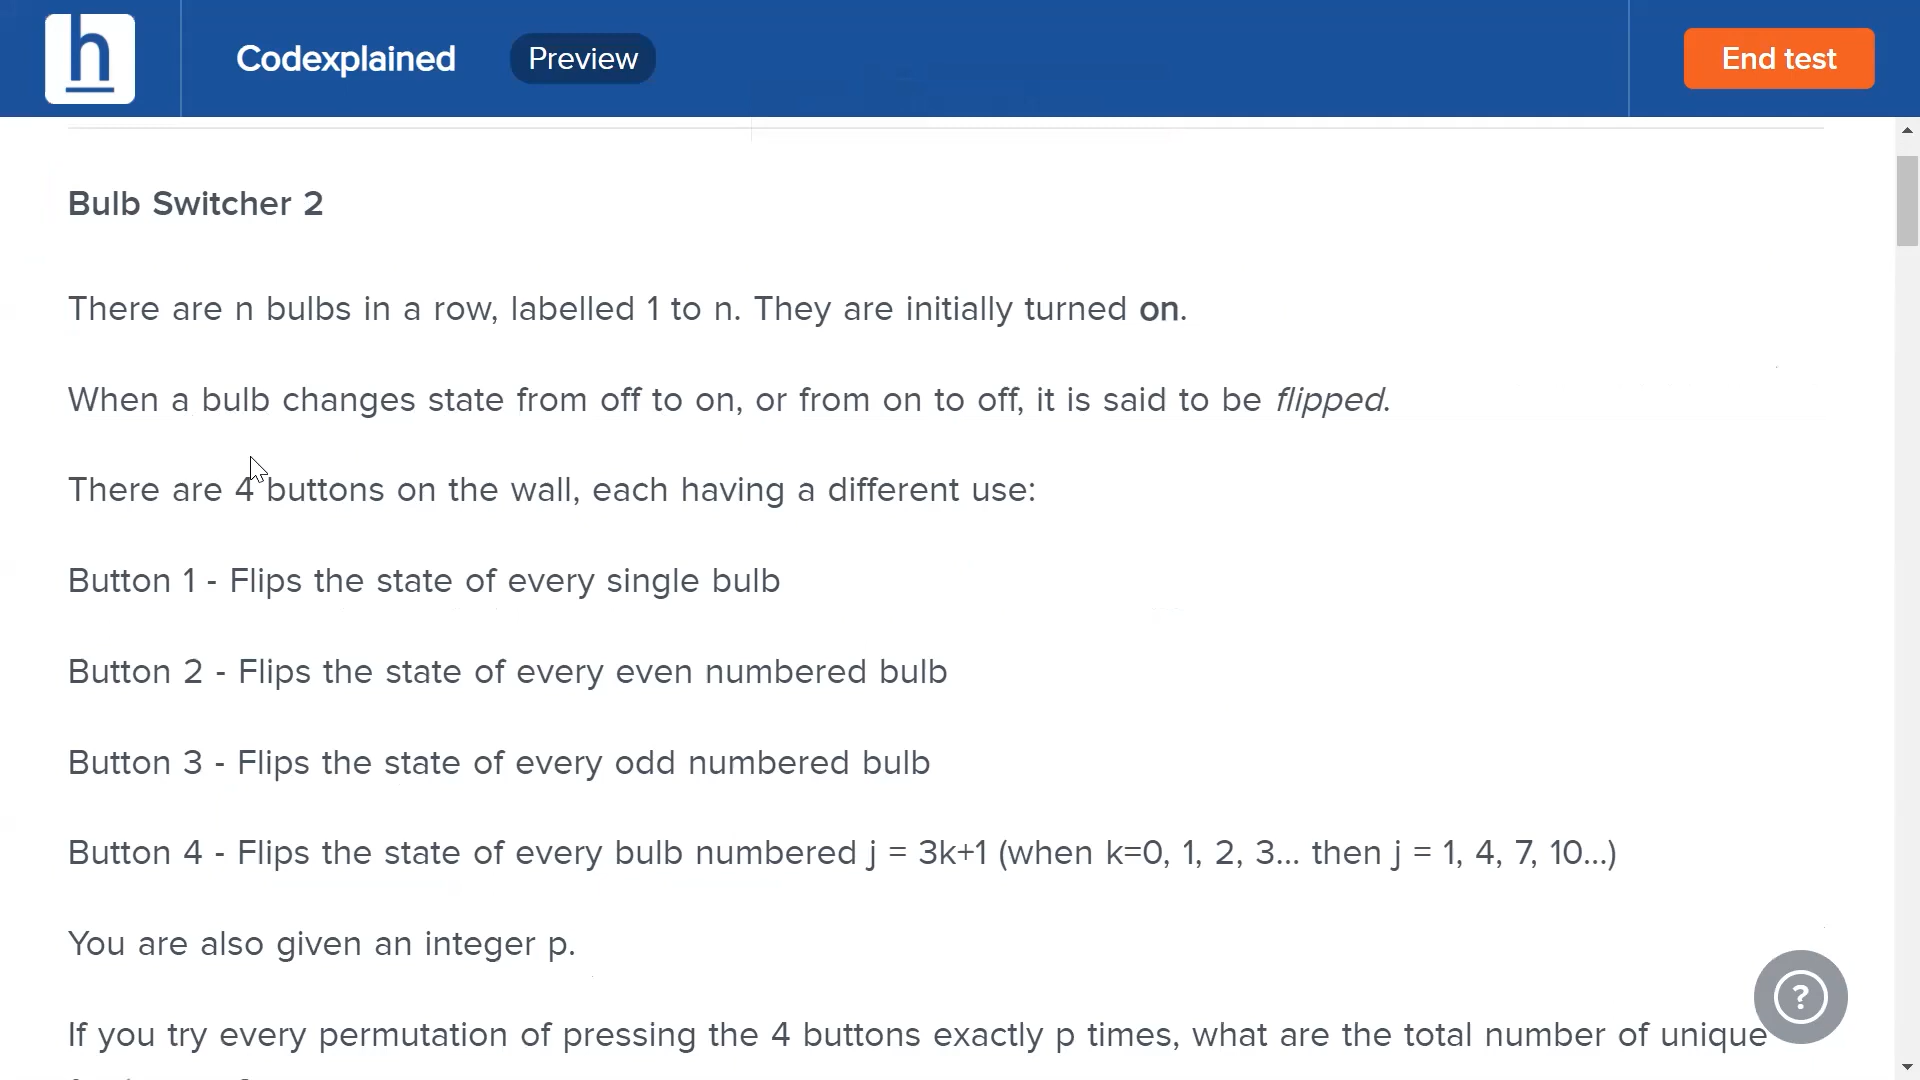 h
Codexplained
Preview
End test
Bulb Switcher 2
There are n bulbs in a row, labelled 1 to n. They are initially turned on.
When a bulb changes state from off to on, or from on to off, it is said to be flipped.
There are 4 buttons on the wall, each having a different use:
Button 1 - Flips the state of every single bulb
Button 2 - Flips the state of every even numbered bulb
Button 3 - Flips the state of every odd numbered bulb
Button 4 - Flips the state of every bulb numbered j = 3k+1 (when k=0, 1, 2, 3... then j = 1, 4, 7, 10...)
You are also given an integer p.
If you try every permutation of pressing the 4 buttons exactly p times, what are the total number of unique
?